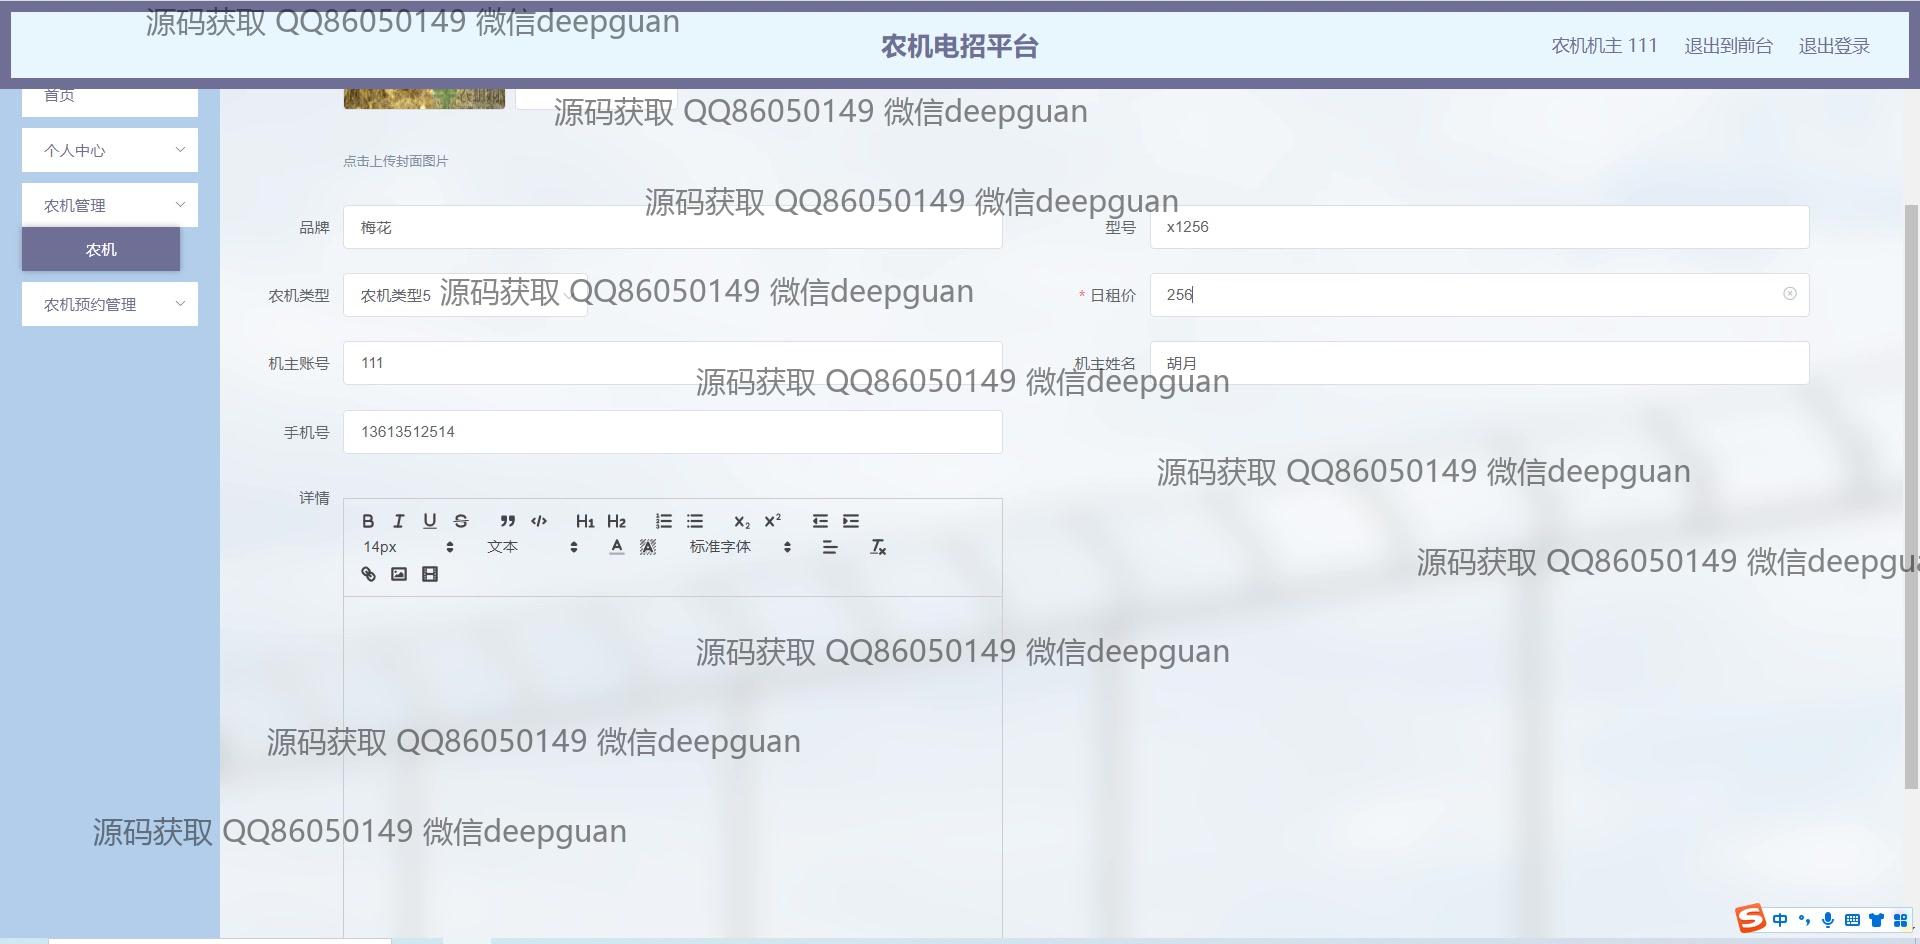 源码获取 QQ86050149 微信deepguan
农机电招平台
农机机主 111
退出到前台
退出登录
首页
源码获取 QQ86050149 微信deepguan
个人中心
点击上传封面图片
农机管理
源码获取 QQ86050149 微信deepguan
品牌
梅花
型号
x1256
农机
农机类型
农机类型5
源码获取 QQ86050149 微信deepguan
* 日租价
256
农机预约管理
机主账号
111
机主姓名
胡月
源码获取 QQ86050149 微信deepguan
手机号
13613512514
源码获取 QQ86050149 微信deepguan
详情
B I U S H1 H2 X2 X2
14px
文本
标准字体
源码获取 QQ86050149 微信deepgua
源码获取 QQ86050149 微信deepguan
源码获取 QQ86050149 微信deepguan
源码获取 QQ86050149 微信deepguan
中